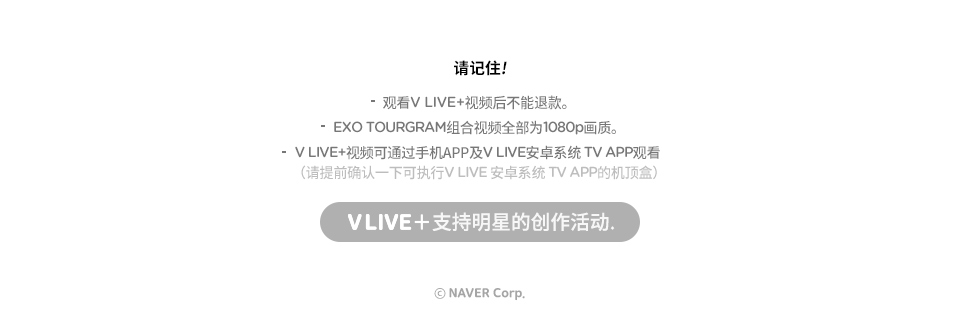 请记住!
- 观看V LIVE+视频后不能退款。
- EXO TOURGRAM组合视频全部为1080p画质。
- V LIVE+视频可通过手机APP及V LIVE安卓系统 TV APP观看
（请提前确认一下可执行V LIVE 安卓系统 TV APP的机顶盒）
V LIVE+支持明星的创作活动.
ⓒ NAVER Corp.